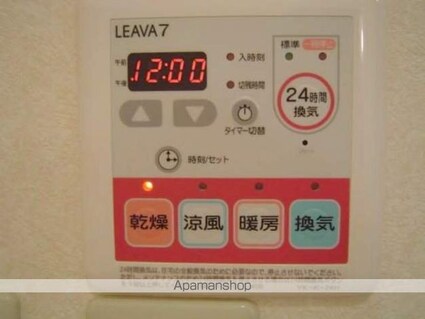 LEAVA7
午前
12:00
午後
入時刻
切残時間
タイマー切替
標準
24時間
換気
時刻/セット
乾燥
涼風
暖房
換気
Apamanshop